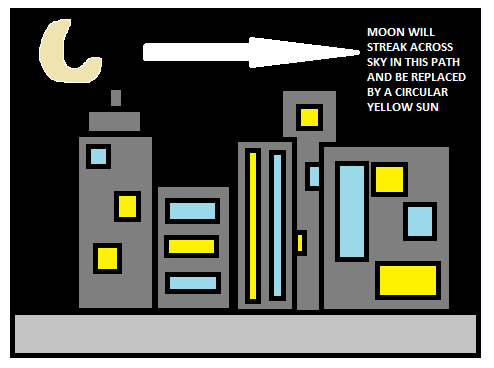 MOON WILL
STREAK ACROSS
SKY IN THIS PATH
AND BE REPLACED
BY A CIRCULAR
YELLOW SUN